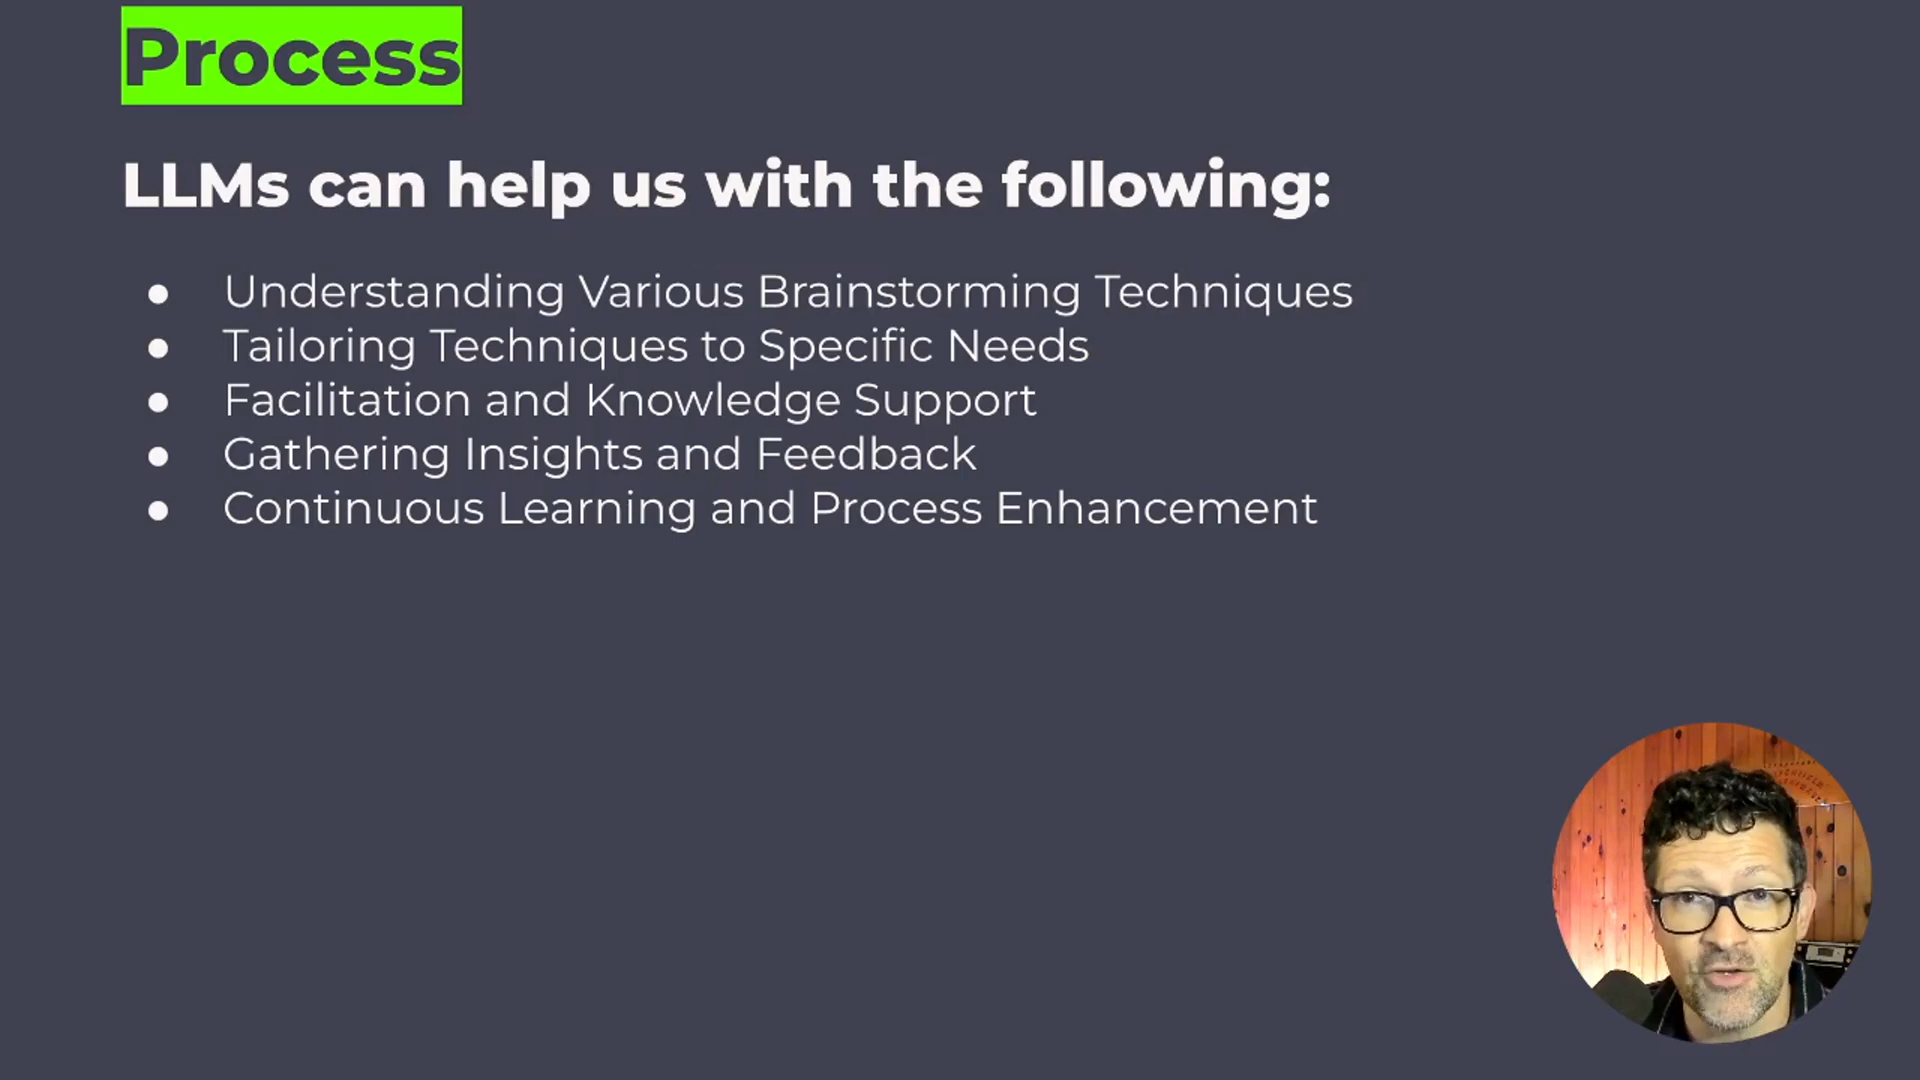 Process
LLMs can help us with the following:
● Understanding Various Brainstorming Techniques
● Tailoring Techniques to Specific Needs
● Facilitation and Knowledge Support
● Gathering Insights and Feedback
● Continuous Learning and Process Enhancement